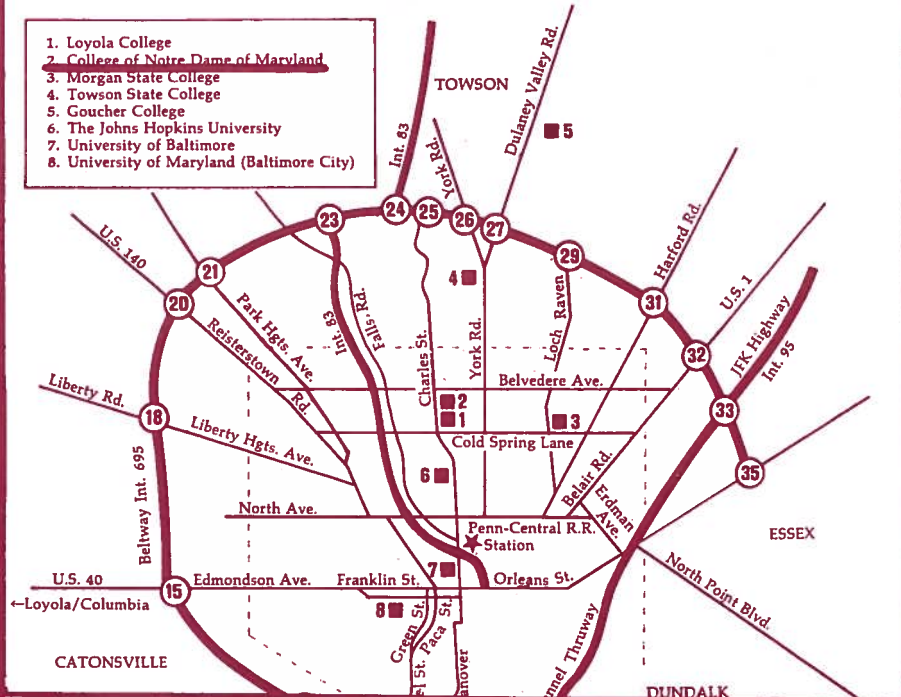 1. Loyola College
2. College of Notre Dame of Maryland
3. Morgan State College
4. Towson State College
5. Goucher College
6. The Johns Hopkins University
7. University of Baltimore
8. University of Maryland (Baltimore City)
TOWSON
Int. 83
York Rd.
Dulaney Valley Rd.
5
23
24
25
26
27
29
Harford Rd.
U.S. 140
21
20
4
31
U.S. 1
Park Hgts. Ave.
Reisterstown Rd.
Int. 83
Falls Rd.
Charles St.
York Rd.
Loch Raven
32
JFK Highway
Int. 95
Liberty Rd.
18
Liberty Hgts. Ave.
Belvedere Ave.
2
1
3
33
Cold Spring Lane
Beltway Int. 695
6
Belair Rd.
Erdman Ave.
35
North Ave.
Penn-Central R.R.
Station
ESSEX
U.S. 40
15
Edmondson Ave.
Franklin St.
7
Orleans St.
North Point Blvd.
←Loyola/Columbia
8
Green St.
Paca St.
CATONSVILLE
el St.
anover
nnel Thruway
DUNDALK